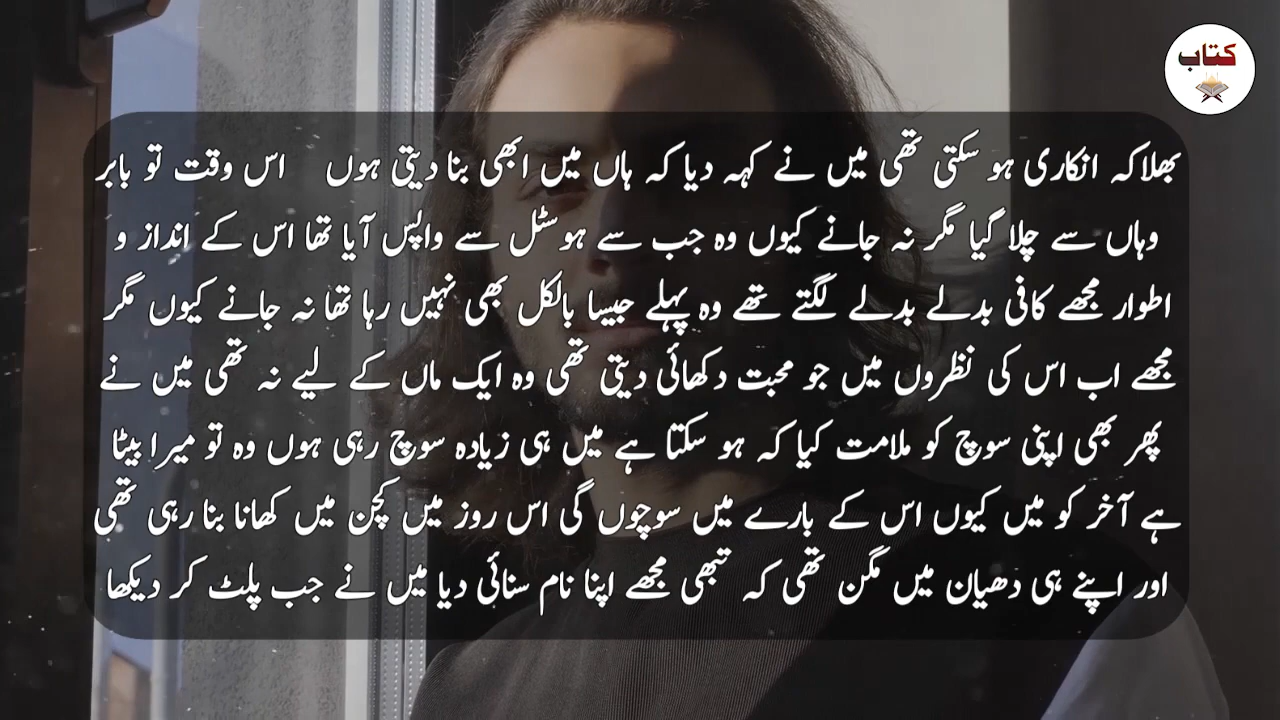 کتاب
بھلا کہ انکاری ہو سکتی تھی میں نے کہہ دیا کہ ہاں میں ابھی بنا دیتی ہوں اس وقت تو بابر
وہاں سے چلا گیا مگر نہ جانے کیوں وہ جب سے ہوسٹل سے واپس آیا تھا اس کے انداز و
اطوار مجھے کافی بدلے بدلے لگتے تھے وہ پہلے جیسا بالکل بھی نہیں رہا تھا نہ جانے کیوں مگر
مجھے اب اس کی نظروں میں جو محبت دکھائی دیتی تھی وہ ایک ماں کے لیے نہ تھی میں نے
پھر بھی اپنی سوچ کو ملامت کیا کہ ہو سکتا ہے میں ہی زیادہ سوچ رہی ہوں وہ تو میرا بیٹا
ہے آخر کو میں کیوں اس کے بارے میں سوچوں گی اس روز میں کچن میں کھانا بنا رہی تھی
اور اپنے ہی دھیان میں مگن تھی کہ تبھی مجھے اپنا نام سنائی دیا میں نے جب پلٹ کر دیکھا